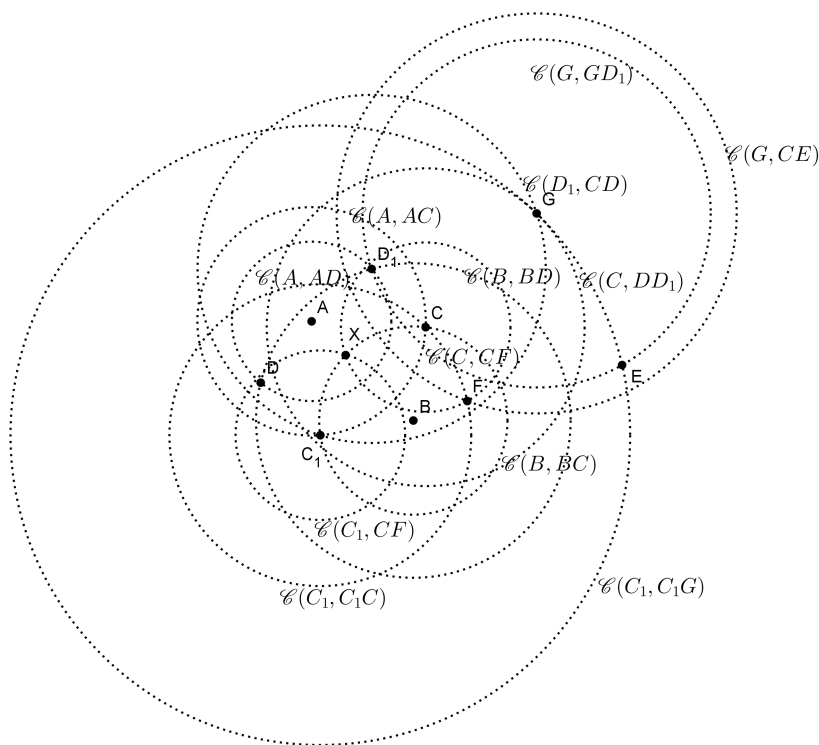 𝒞(G, GD₁)
𝒞(G, CE)
𝒞(D₁, CD)
G
𝒞(A, AC)
D₁
𝒞(A, AD)
𝒞(B, BD)
𝒞(C, DD₁)
A
C
X
𝒞(C, CF)
D
E
F
B
C₁
𝒞(B, BC)
𝒞(C₁, CF)
𝒞(C₁, C₁C)
𝒞(C₁, C₁G)